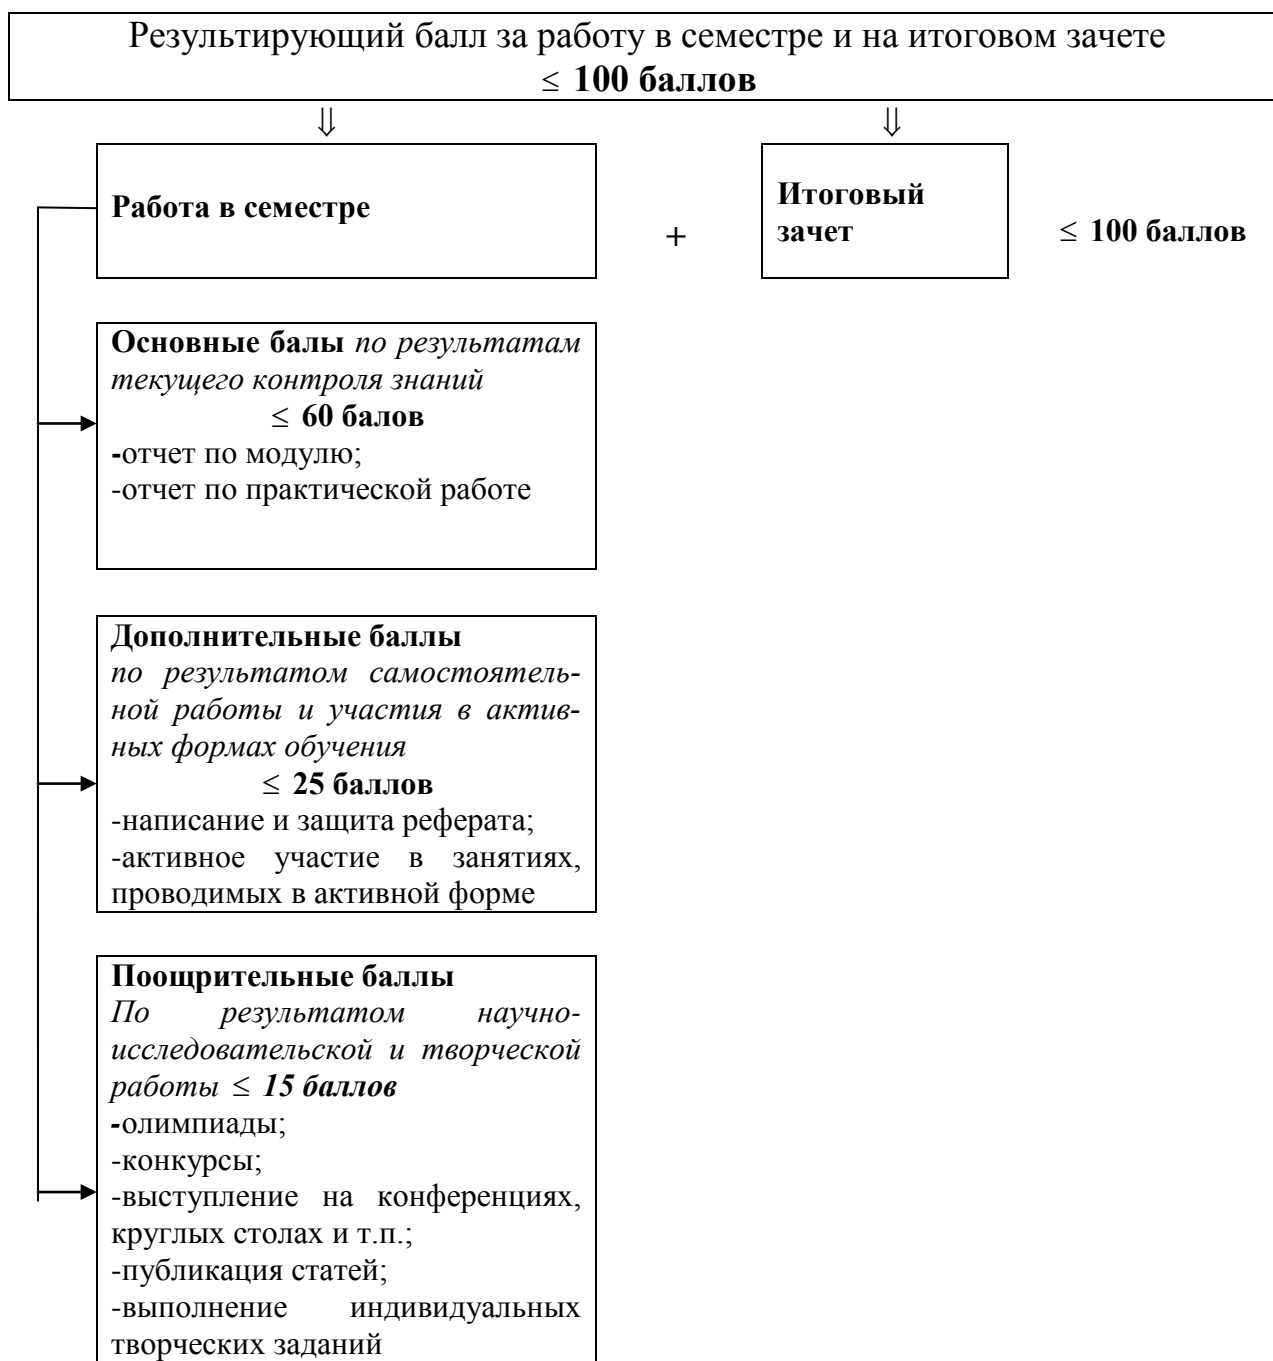 Результирующий балл за работу в семестре и на итоговом зачете
≤ 100 баллов
⇓ ⇓
Работа в семестре
+
Итоговый
зачет
≤ 100 баллов
Основные балы по результатам
текущего контроля знаний
≤ 60 балов
-отчет по модулю;
-отчет по практической работе
Дополнительные баллы
по результатом самостоятель-
ной работы и участия в актив-
ных формах обучения
≤ 25 баллов
-написание и защита реферата;
-активное участие в занятиях,
проводимых в активной форме
Поощрительные баллы
По результатом научно-
исследовательской и творческой
работы ≤ 15 баллов
-олимпиады;
-конкурсы;
-выступление на конференциях,
круглых столах и т.п.;
-публикация статей;
-выполнение индивидуальных
творческих заданий